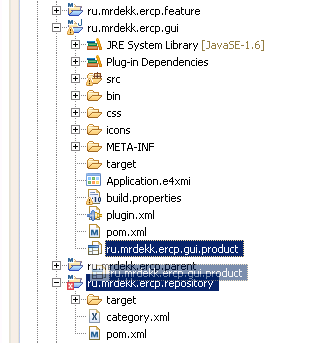 ru.mrdekk.ercp.feature
ru.mrdekk.ercp.gui
JRE System Library [JavaSE-1.6]
Plug-in Dependencies
src
bin
css
icons
META-INF
target
Application.e4xmi
build.properties
plugin.xml
pom.xml
ru.mrdekk.ercp.gui.product
ru.mrdekk.ercp.parent
ru.mrdekk.ercp.gui.product
ru.mrdekk.ercp.repository
target
category.xml
pom.xml